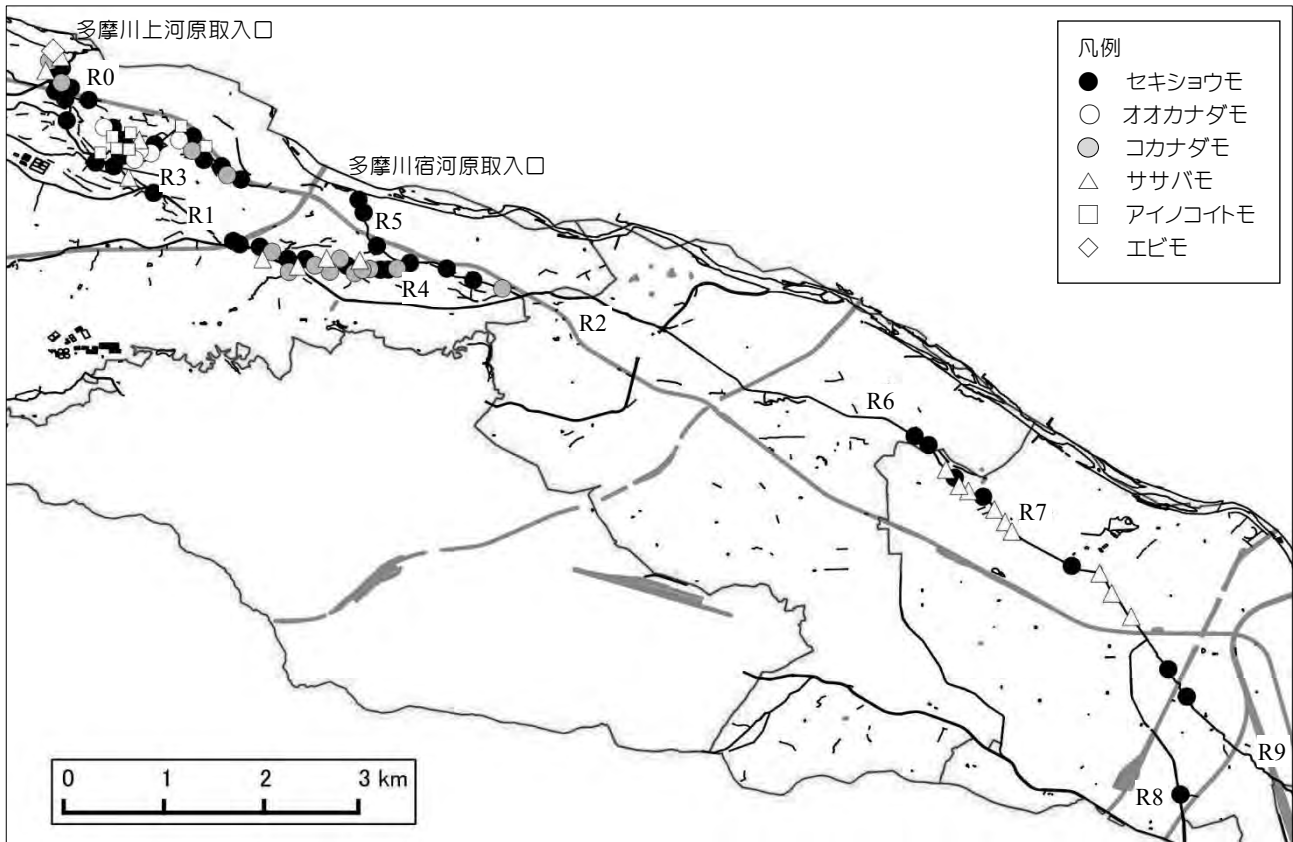 多摩川上河原取入口
凡例
セキショウモ
オオカナダモ
コカナダモ
ササバモ
アイノコイトモ
エビモ
R0
多摩川宿河原取入口
R3
R1
R5
R4
R2
R6
R7
R9
R8
0 1 2 3 km